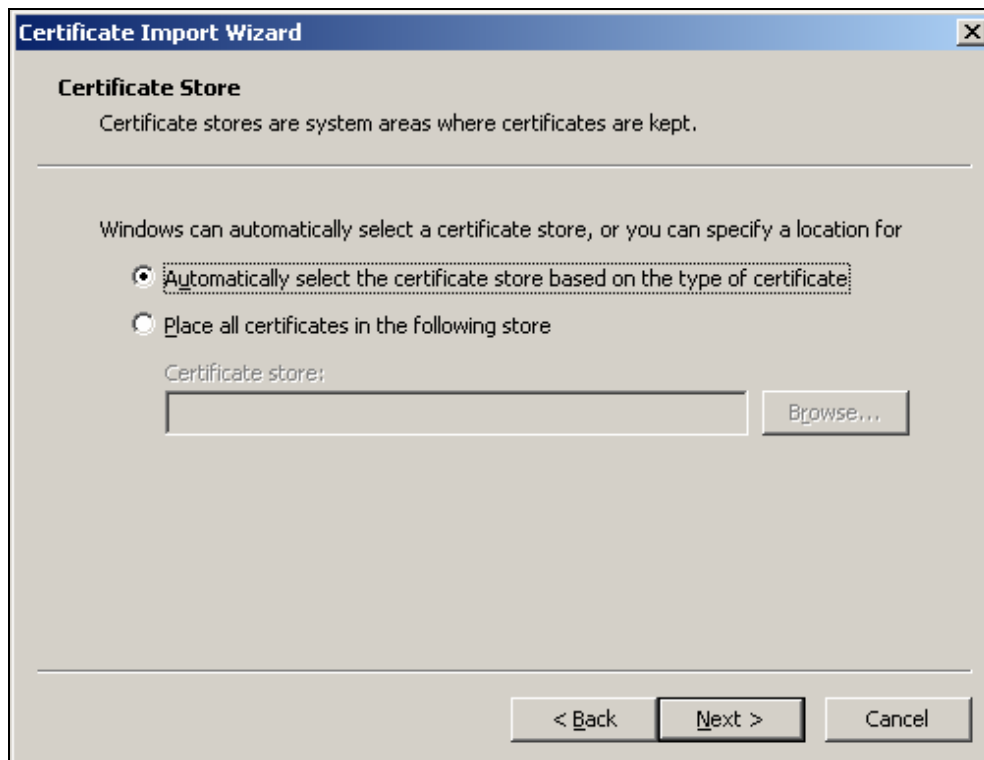 Certificate Import Wizard
Certificate Store
Certificate stores are system areas where certificates are kept.
Windows can automatically select a certificate store, or you can specify a location for
Automatically select the certificate store based on the type of certificate
Place all certificates in the following store
Certificate store:
Browse...
< Back Next > Cancel